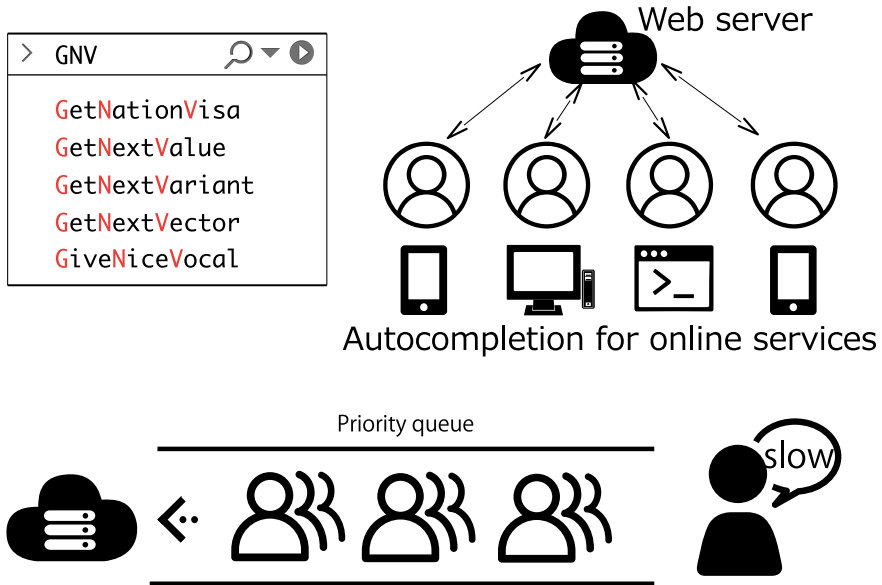 > GNV
GetNationVisa
GetNextValue
GetNextVariant
GetNextVector
GiveNiceVocal
Web server
>_
Autocompletion for online services
Priority queue
slow